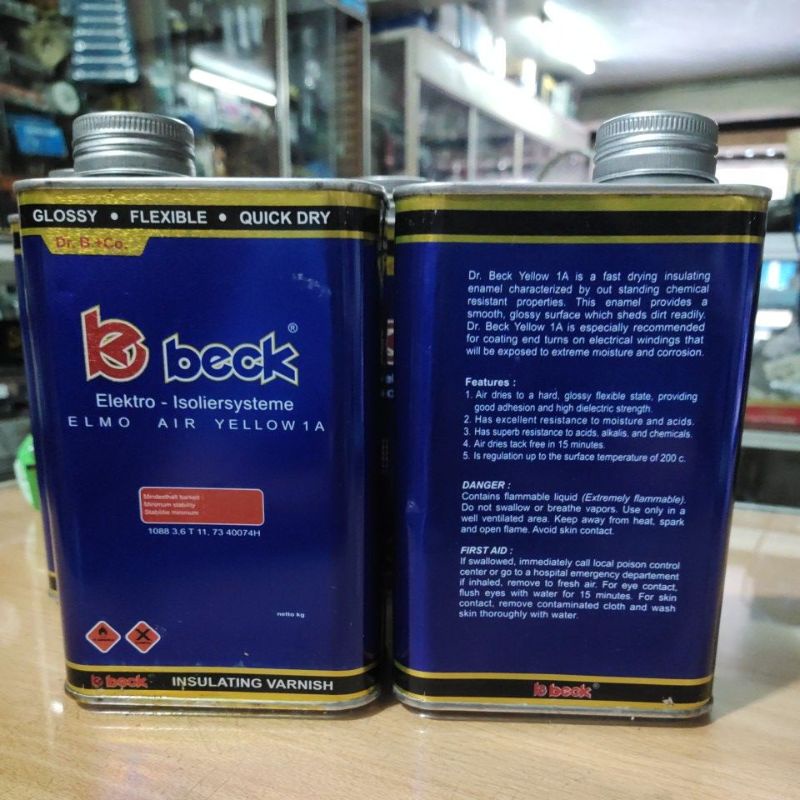 GLOSSY • FLEXIBLE • QUICK DRY
Dr. B.+Co.
beck®
Elektro - Isoliersysteme
ELMO AIR YELLOW 1A
Mindesthalt barkeit
Minimum stability
Stabilite minimum
1088 3,6 T 11, 73 40074H
netto kg
beck INSULATING VARNISH
Dr. Beck Yellow 1A is a fast drying insulating
enamel characterized by out standing chemical
resistant properties. This enamel provides a
smooth, glossy surface which sheds dirt readily.
Dr. Beck Yellow 1A is especially recommended
for coating end turns on electrical windings that
will be exposed to extreme moisture and corrosion.
Features :
1. Air dries to a hard, glossy flexible state, providing
good adhesion and high dielectric strength.
2. Has excellent resistance to moisture and acids.
3. Has superb resistance to acids, alkalis, and chemicals.
4. Air dries tack free in 15 minutes.
5. Is regulation up to the surface temperature of 200 c.
DANGER :
Contains flammable liquid (Extremely flammable).
Do not swallow or breathe vapors. Use only in a
well ventilated area. Keep away from heat, spark
and open flame. Avoid skin contact.
FIRST AID :
If swallowed, immediately call local poison control
center or go to a hospital emergency departement
if inhaled, remove to fresh air. For eye contact,
flush eyes with water for 15 minutes. For skin
contact, remove contaminated cloth and wash
skin thoroughly with water.
beck®